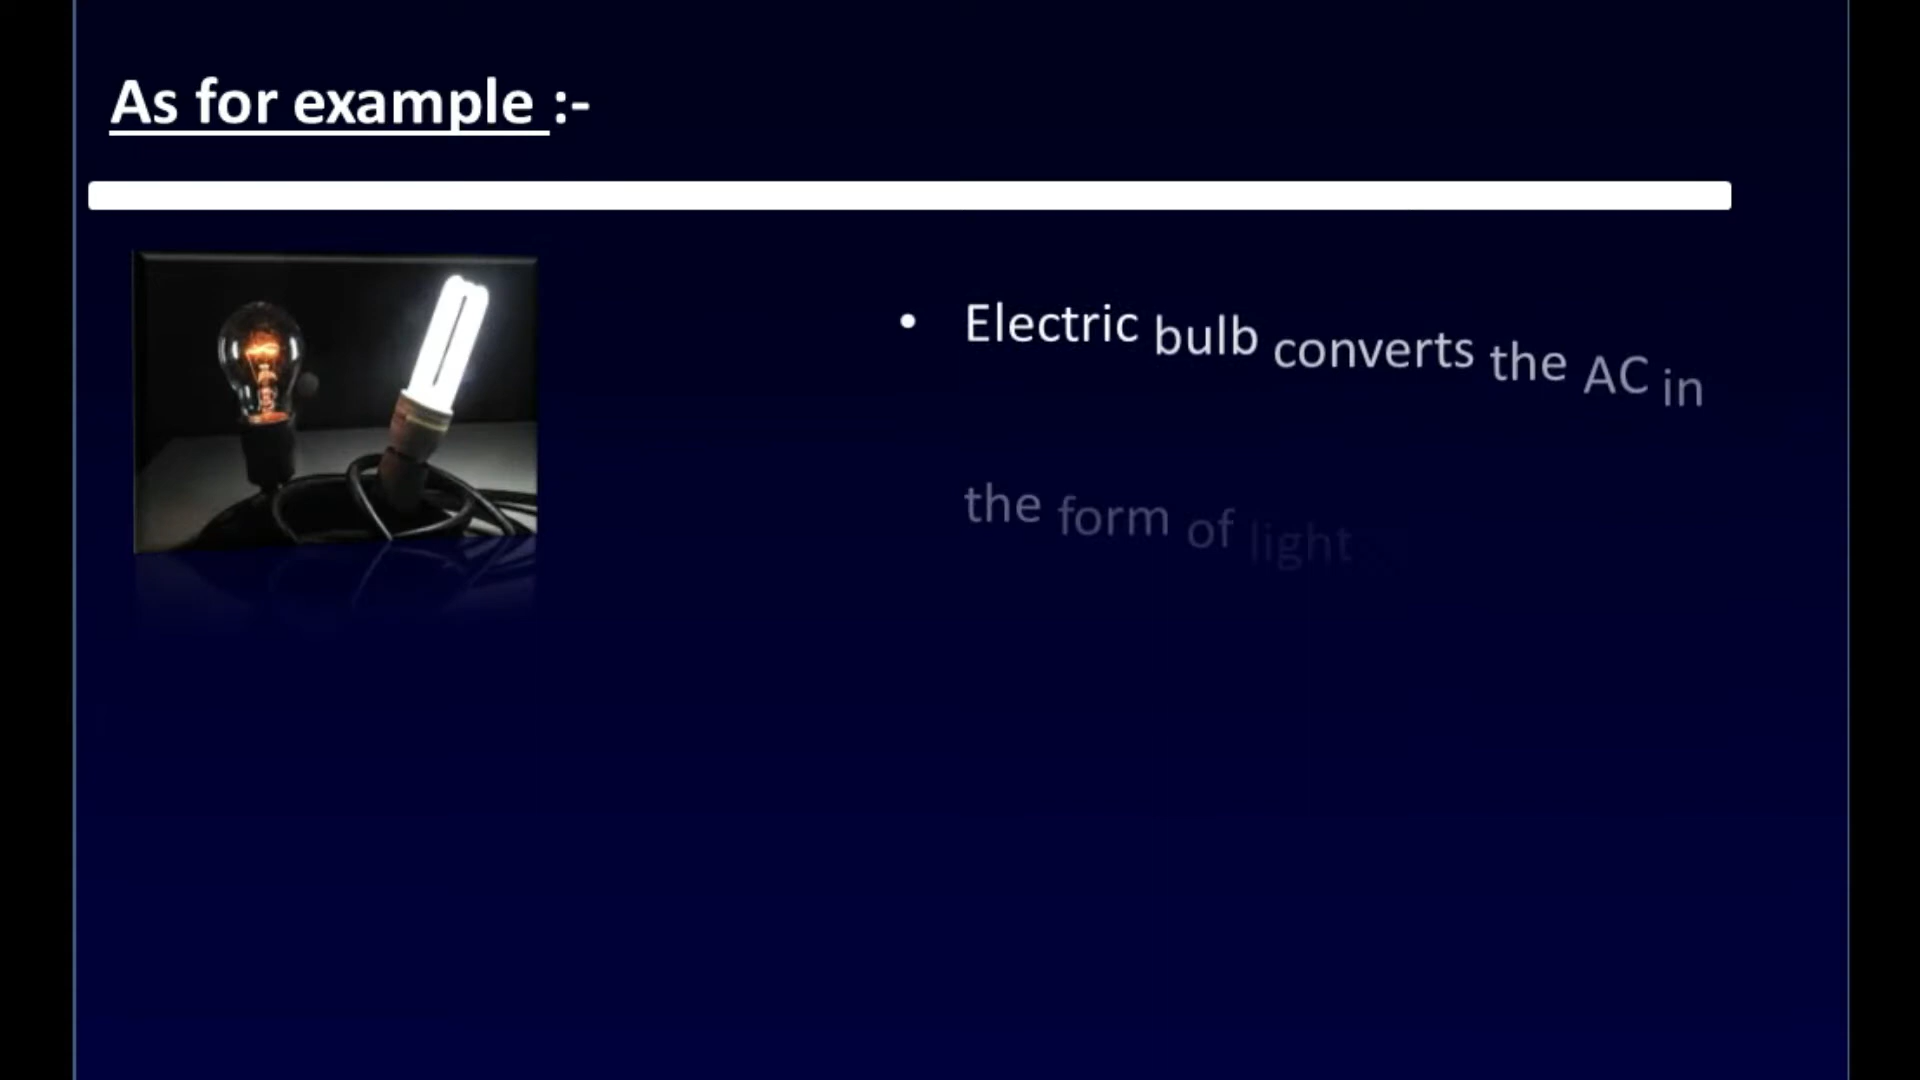 As for example :-
• Electric bulb converts the AC in
the form of light